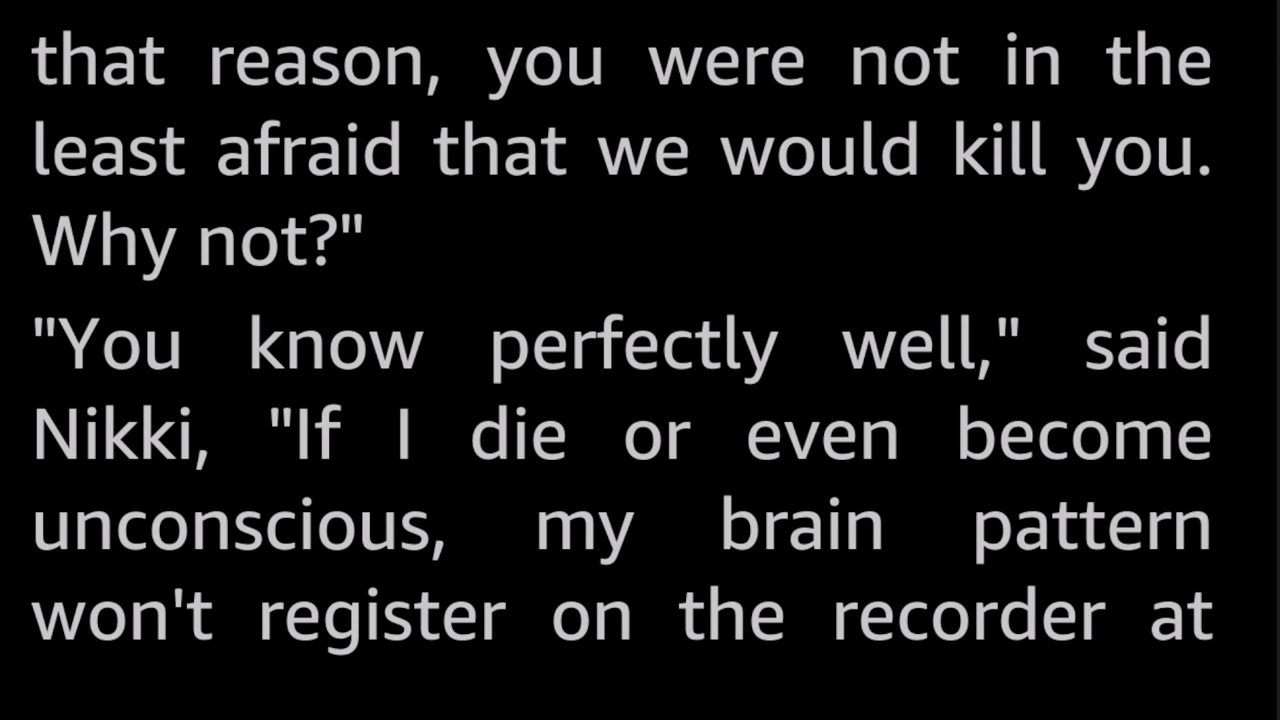 that reason, you were not in the
least afraid that we would kill you.
Why not?"
"You know perfectly well," said
Nikki, "If I die or even become
unconscious, my brain pattern
won't register on the recorder at